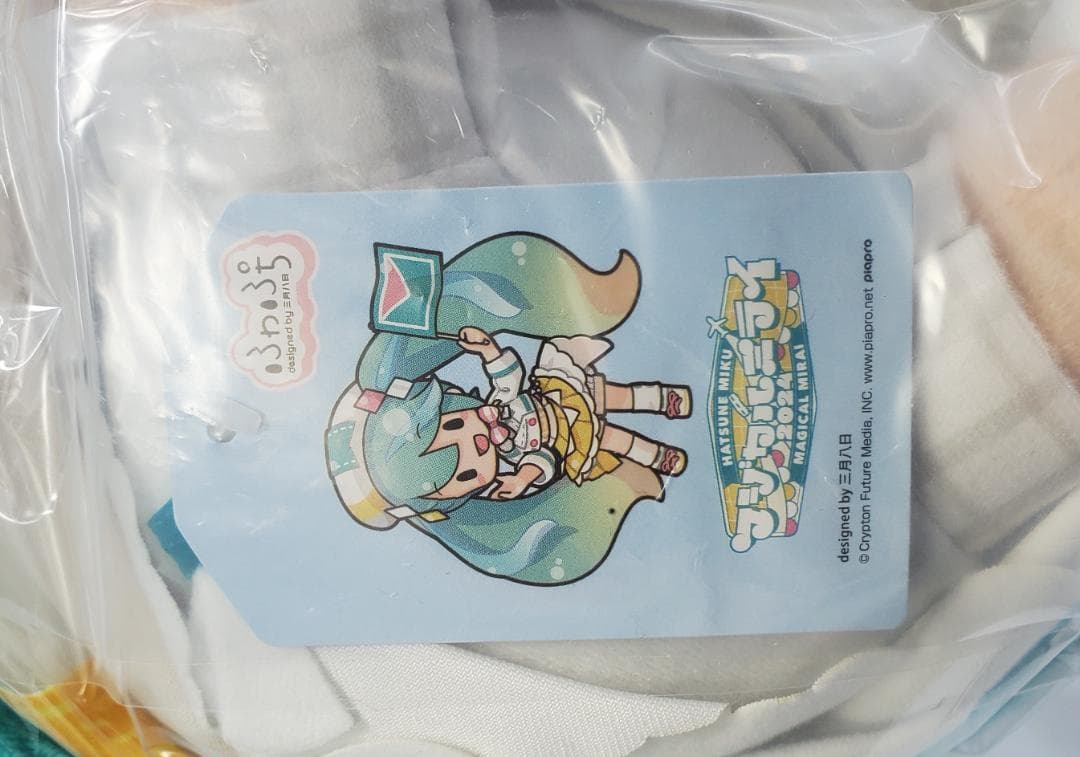 ふわぷち
designed by 三月八日
HATSUNE MIKU
マジカルミライ
2024
MAGICAL MIRAI
designed by 三月八日
© Crypton Future Media, INC. www.piapro.net piapro